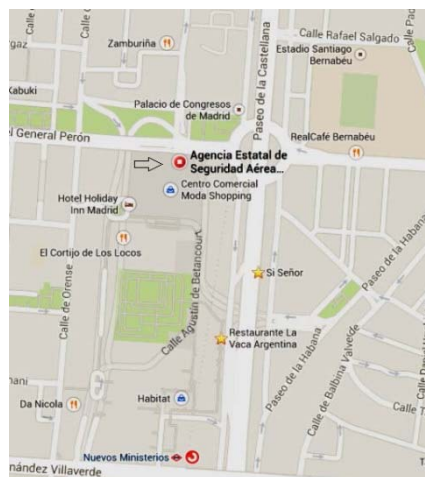 Calle Rafael Salgado
Calle
Zamburiña
Estadio Santiago
Bernabéu
Kabuki
Paseo de la Castellana
Palacio de Congresos
de Madrid
el General Perón
RealCafé Bernabéu
Agencia Estatal de
Seguridad Aérea...
Centro Comercial
Moda Shopping
Hotel Holiday
Inn Madrid
El Cortijo de Los Locos
Calle de Orense
Calle Agustín de Betancourt
Si Señor
Paseo de la Habana
Restaurante La
Vaca Argentina
Paseo de la Habana
Calle de Balbina Valverde
Da Nicola
Habitat
Nuevos Ministerios
nández Villaverde